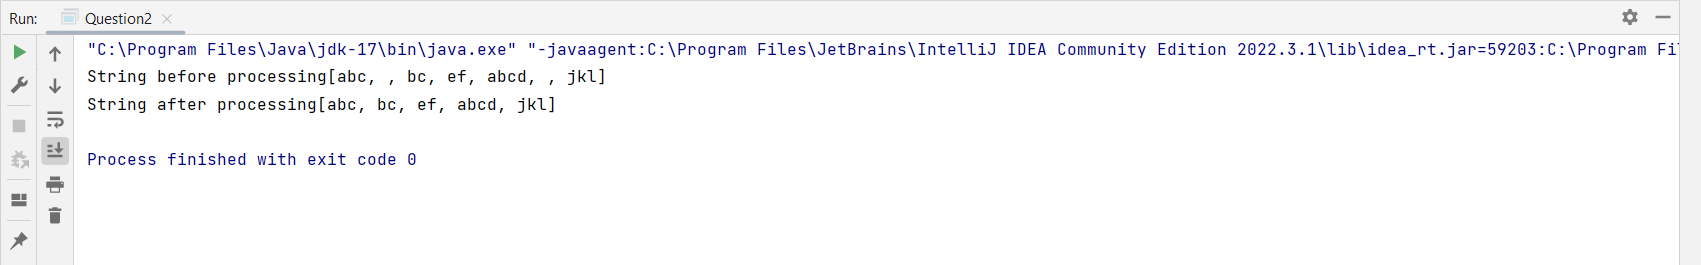 Run: Question2
"C:\Program Files\Java\jdk-17\bin\java.exe" "-javaagent:C:\Program Files\JetBrains\IntelliJ IDEA Community Edition 2022.3.1\lib\idea_rt.jar=59203:C:\Program Fi
String before processing[abc, , bc, ef, abcd, , jkl]
String after processing[abc, bc, ef, abcd, jkl]
Process finished with exit code 0